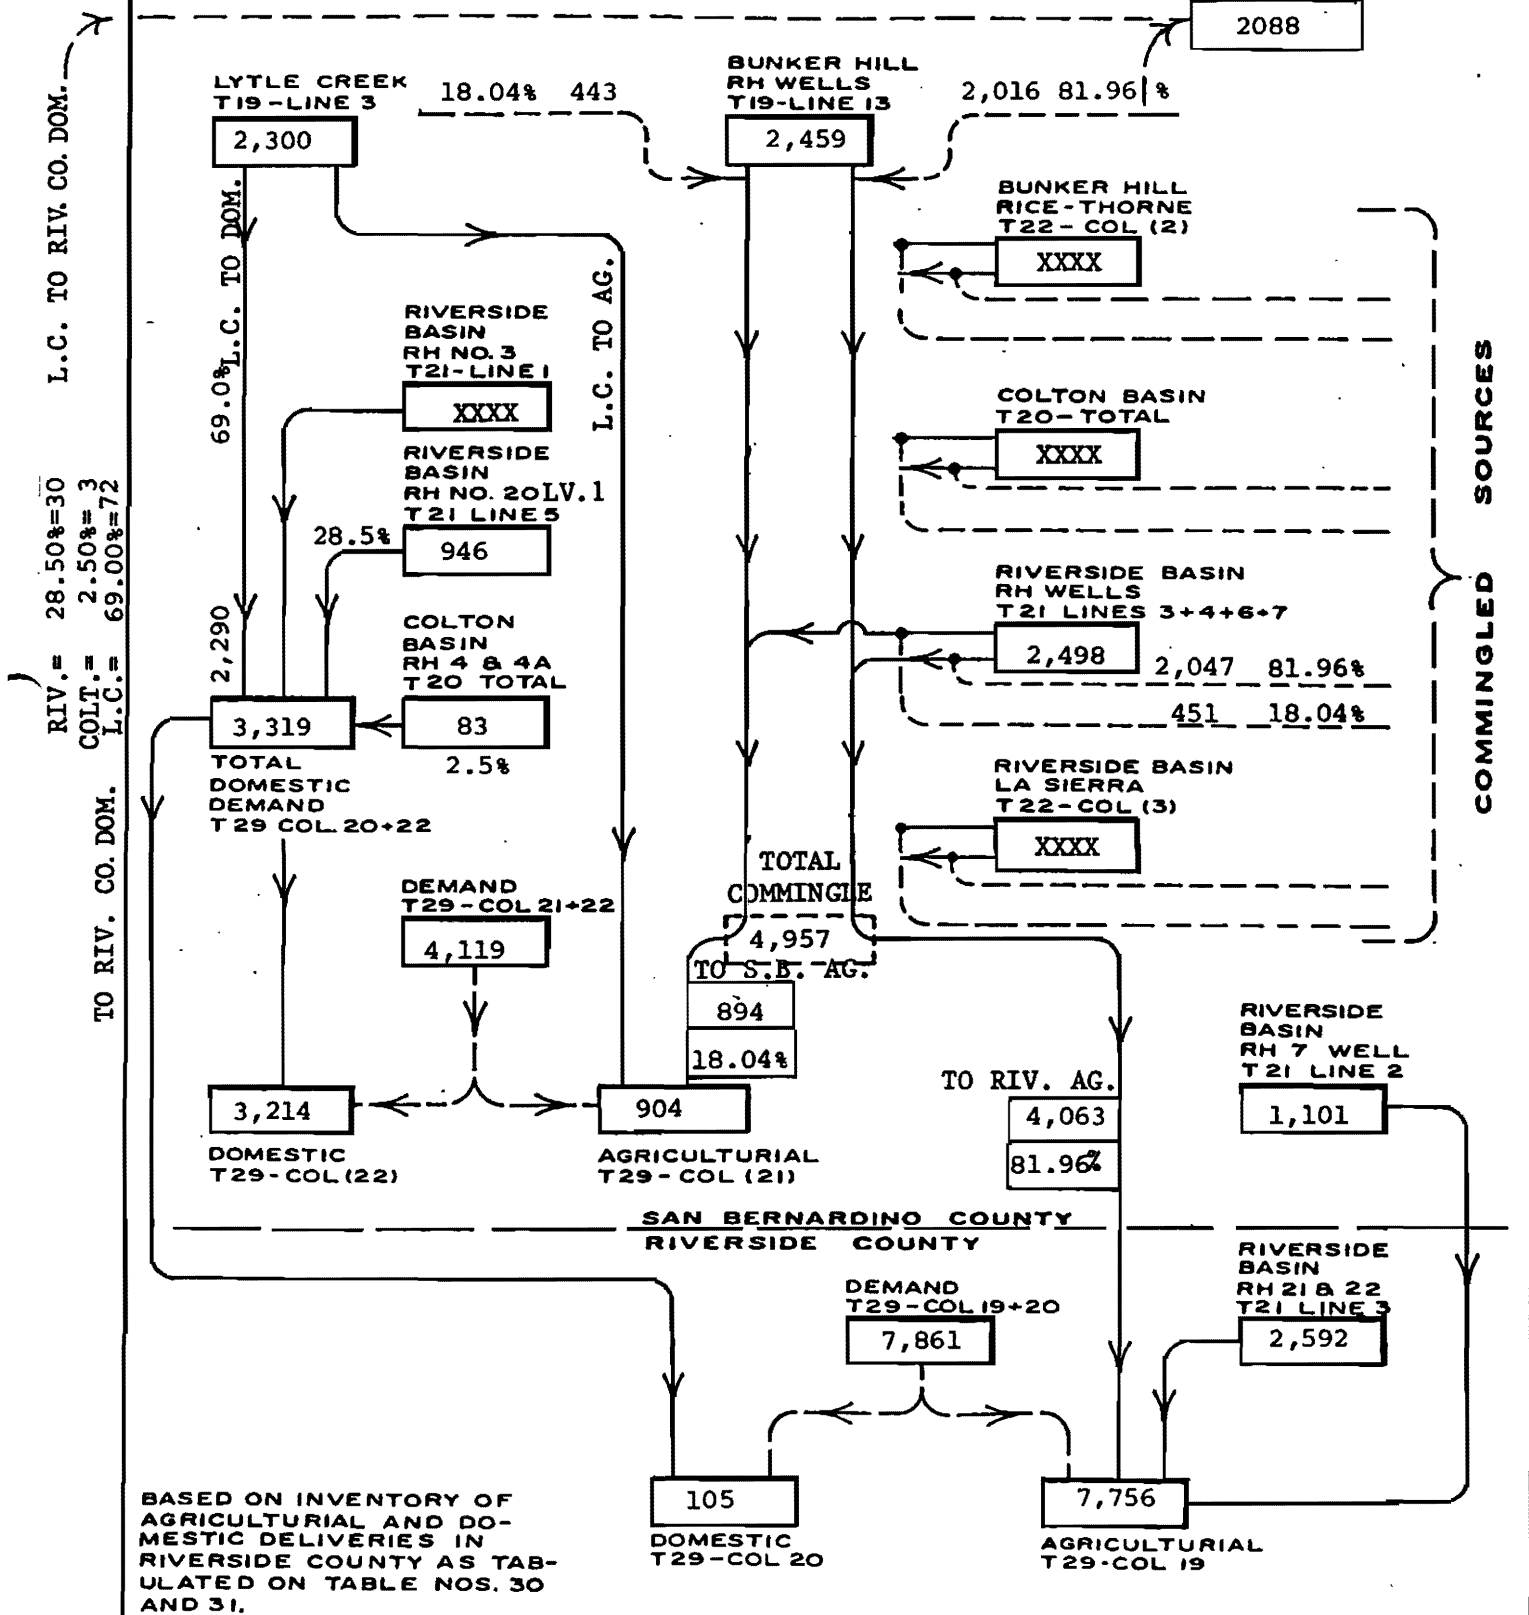 2088
LYTLE CREEK
T19-LINE 3
2,300
18.04% 443
BUNKER HILL
RH WELLS
T19-LINE 13
2,459
2,016 81.96 %
L.C. TO RIV. CO. DOM.
69.0% L.C. TO DOM.
2,290
L.C. TO AG.
BUNKER HILL
RICE-THORNE
T22- COL (2)
XXXX
RIVERSIDE
BASIN
RH NO. 3
T21-LINE 1
XXXX
COLTON BASIN
T20-TOTAL
XXXX
RIVERSIDE
BASIN
RH NO. 20 LV.1
T21 LINE 5
28.5%
946
RIVERSIDE BASIN
RH WELLS
T21 LINES 3+4+6+7
2,498
2,047 81.96%
451 18.04%
COMMINGLED SOURCES
RIV.= 28.50%=30
COLT.= 2.50%= 3
L.C.= 69.00%=72
TO RIV. CO. DOM.
COLTON
BASIN
RH 4 & 4A
T20 TOTAL
83
2.5%
3,319
TOTAL
DOMESTIC
DEMAND
T29 COL. 20+22
RIVERSIDE BASIN
LA SIERRA
T22-COL (3)
XXXX
TOTAL
COMMINGLE
4,957
TO S.B. AG.
894
18.04%
DEMAND
T29-COL 21+22
4,119
3,214
DOMESTIC
T29-COL (22)
904
AGRICULTURIAL
T29-COL (21)
TO RIV. AG.
4,063
81.96%
RIVERSIDE
BASIN
RH 7 WELL
T21 LINE 2
1,101
SAN BERNARDINO COUNTY
RIVERSIDE COUNTY
RIVERSIDE
BASIN
RH 21 & 22
T21 LINE 3
2,592
DEMAND
T29-COL 19+20
7,861
105
DOMESTIC
T29-COL 20
7,756
AGRICULTURIAL
T29-COL 19
BASED ON INVENTORY OF
AGRICULTURIAL AND DO-
MESTIC DELIVERIES IN
RIVERSIDE COUNTY AS TAB-
ULATED ON TABLE NOS. 30
AND 31.